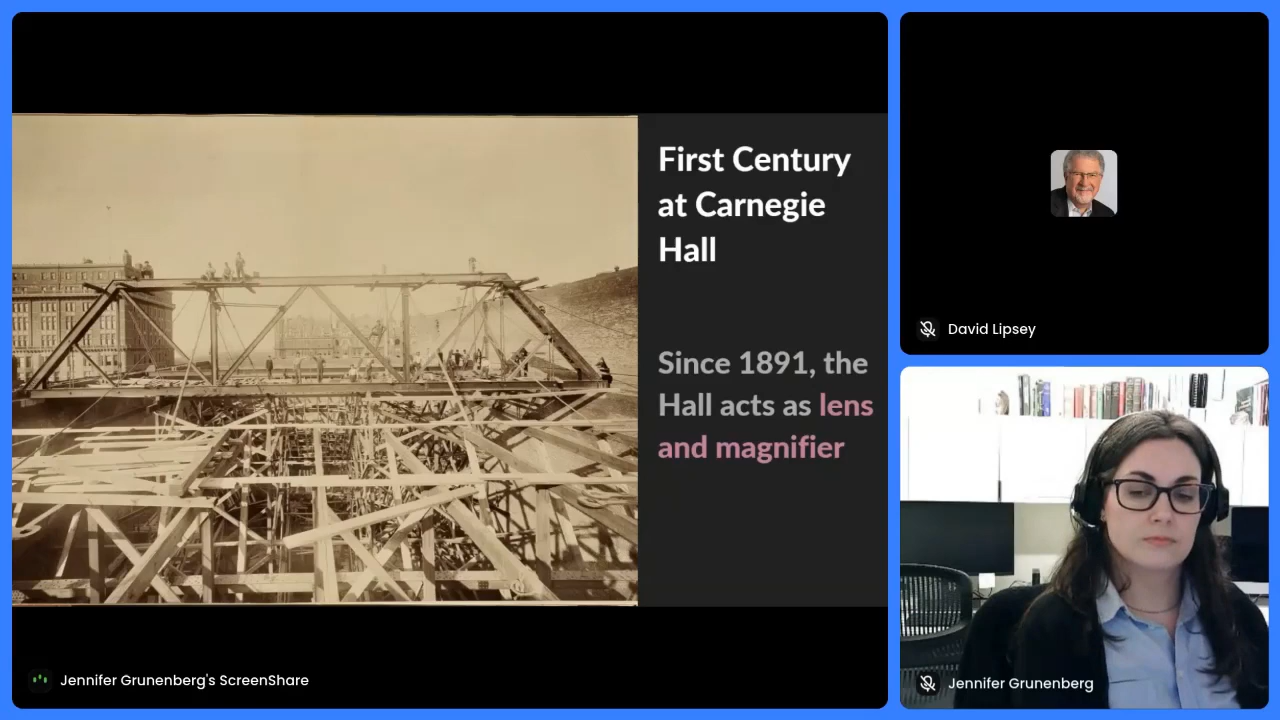 First Century
at Carnegie
Hall
Since 1891, the
Hall acts as lens
and magnifier
Jennifer Grunenberg's ScreenShare
David Lipsey
Jennifer Grunenberg